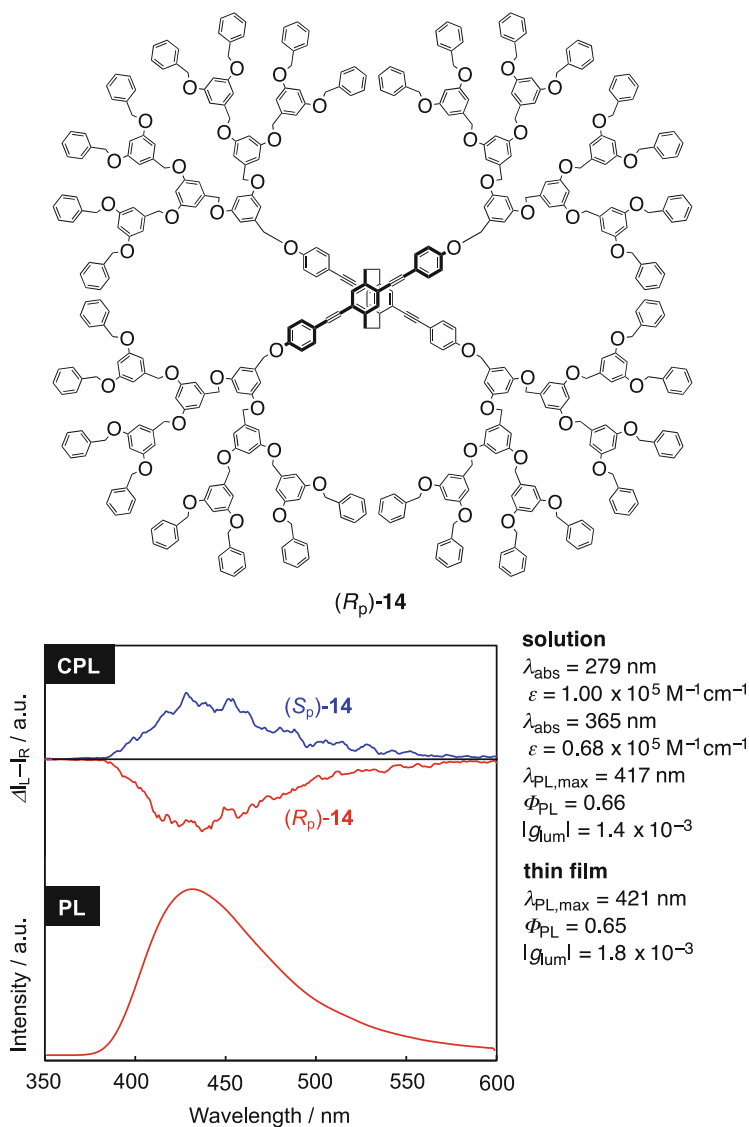 (Rp)-14
CPL
(Sp)-14
(Rp)-14
ΔIL–IR / a.u.
PL
Intensity / a.u.
350 400 450 500 550 600
Wavelength / nm
solution
λabs = 279 nm
ε = 1.00 x 10⁵ M⁻¹cm⁻¹
λabs = 365 nm
ε = 0.68 x 10⁵ M⁻¹cm⁻¹
λPL,max = 417 nm
ΦPL = 0.66
|glum| = 1.4 x 10⁻³
thin film
λPL,max = 421 nm
ΦPL = 0.65
|glum| = 1.8 x 10⁻³